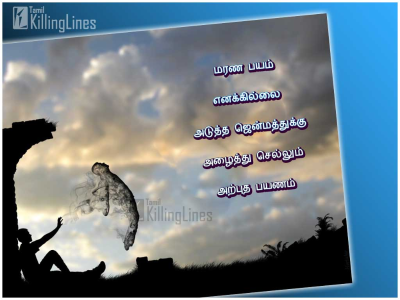 Tamil
KillingLines
மரண பயம்
எனக்கில்லை
அடுத்த ஜென்மத்துக்கு
அழைத்து செல்லும்
அற்புத பயணம்
Tamil
KillingLines